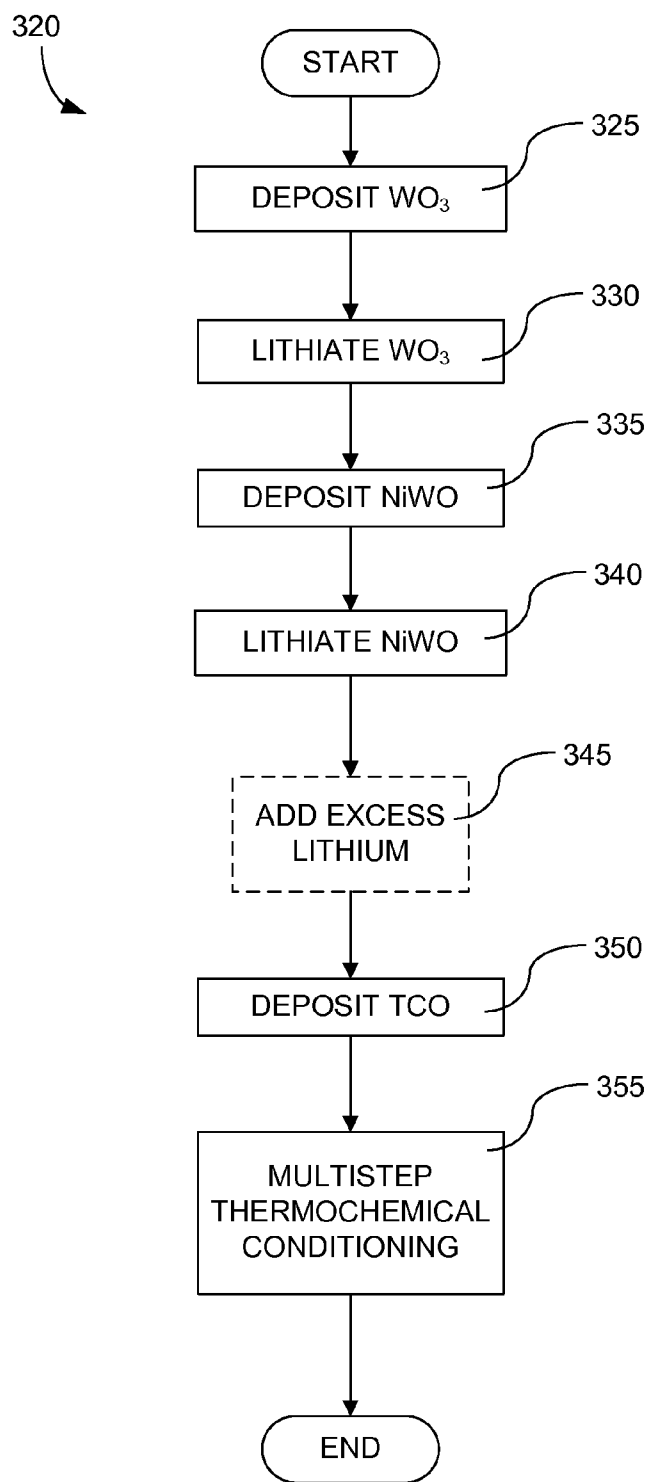 320
START
325
DEPOSIT WO₃
330
LITHIATE WO₃
335
DEPOSIT NiWO
340
LITHIATE NiWO
345
ADD EXCESS
LITHIUM
350
DEPOSIT TCO
355
MULTISTEP
THERMOCHEMICAL
CONDITIONING
END